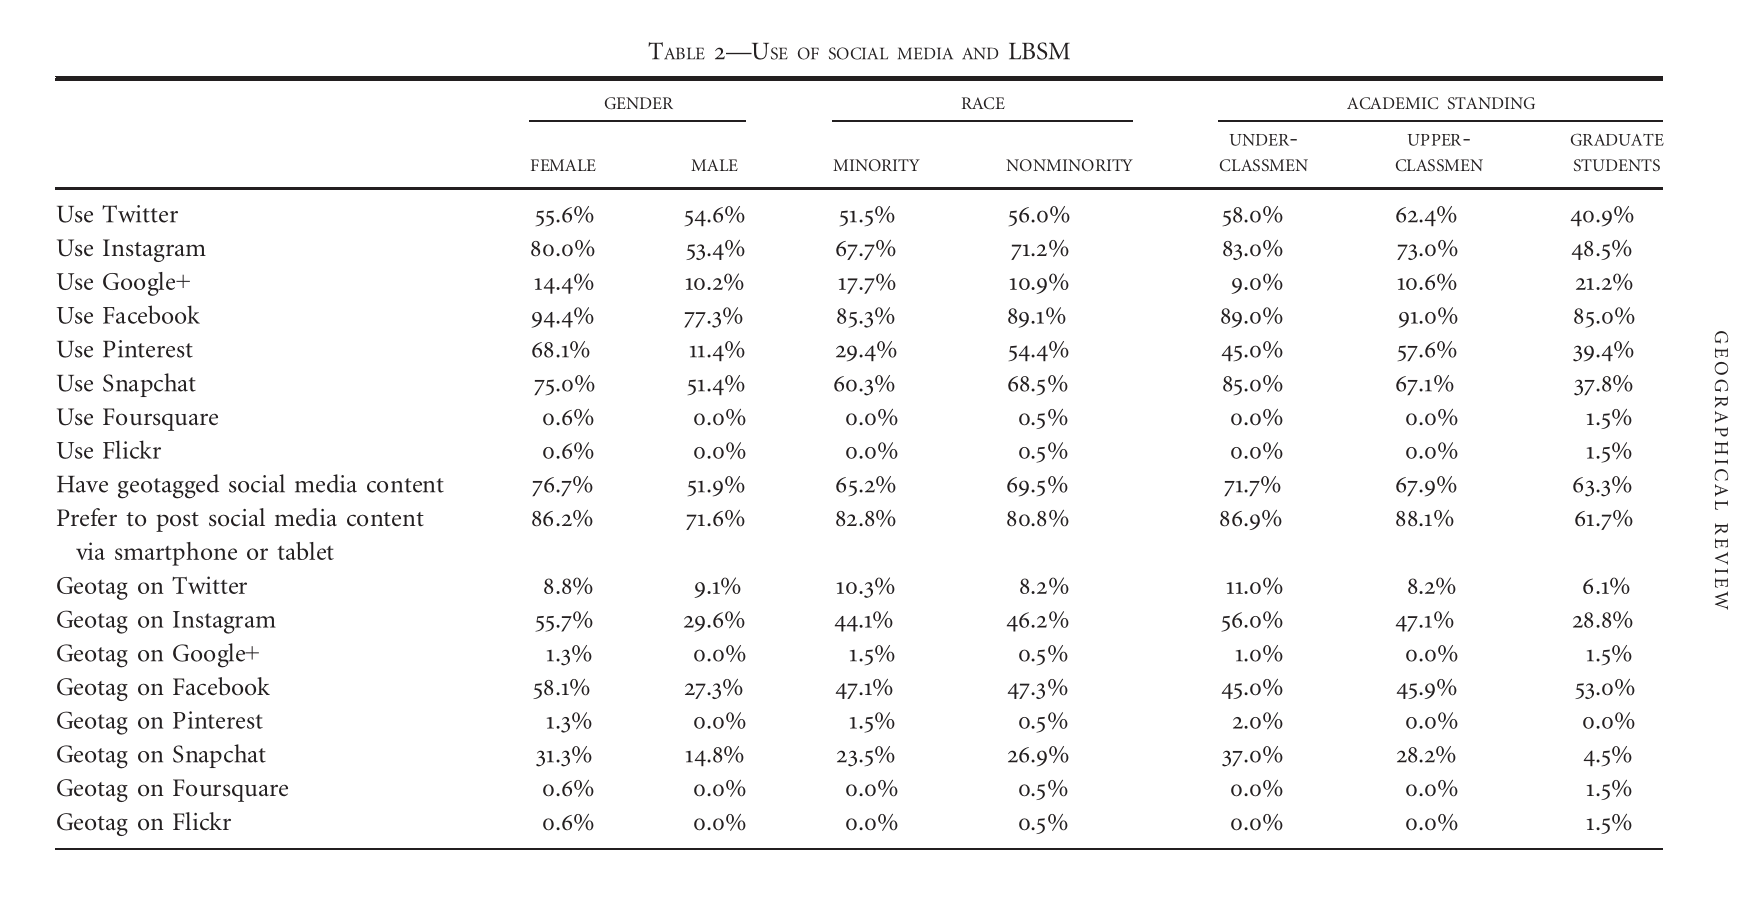 TABLE 2—USE OF SOCIAL MEDIA AND LBSM
GENDER RACE ACADEMIC STANDING
UNDER- UPPER- GRADUATE
FEMALE MALE MINORITY NONMINORITY CLASSMEN CLASSMEN STUDENTS
Use Twitter 55.6% 54.6% 51.5% 56.0% 58.0% 62.4% 40.9%
Use Instagram 80.0% 53.4% 67.7% 71.2% 83.0% 73.0% 48.5%
Use Google+ 14.4% 10.2% 17.7% 10.9% 9.0% 10.6% 21.2%
Use Facebook 94.4% 77.3% 85.3% 89.1% 89.0% 91.0% 85.0%
Use Pinterest 68.1% 11.4% 29.4% 54.4% 45.0% 57.6% 39.4%
Use Snapchat 75.0% 51.4% 60.3% 68.5% 85.0% 67.1% 37.8%
Use Foursquare 0.6% 0.0% 0.0% 0.5% 0.0% 0.0% 1.5%
Use Flickr 0.6% 0.0% 0.0% 0.5% 0.0% 0.0% 1.5%
Have geotagged social media content 76.7% 51.9% 65.2% 69.5% 71.7% 67.9% 63.3%
Prefer to post social media content 86.2% 71.6% 82.8% 80.8% 86.9% 88.1% 61.7%
via smartphone or tablet
Geotag on Twitter 8.8% 9.1% 10.3% 8.2% 11.0% 8.2% 6.1%
Geotag on Instagram 55.7% 29.6% 44.1% 46.2% 56.0% 47.1% 28.8%
Geotag on Google+ 1.3% 0.0% 1.5% 0.5% 1.0% 0.0% 1.5%
Geotag on Facebook 58.1% 27.3% 47.1% 47.3% 45.0% 45.9% 53.0%
Geotag on Pinterest 1.3% 0.0% 1.5% 0.5% 2.0% 0.0% 0.0%
Geotag on Snapchat 31.3% 14.8% 23.5% 26.9% 37.0% 28.2% 4.5%
Geotag on Foursquare 0.6% 0.0% 0.0% 0.5% 0.0% 0.0% 1.5%
Geotag on Flickr 0.6% 0.0% 0.0% 0.5% 0.0% 0.0% 1.5%
GEOGRAPHICAL REVIEW